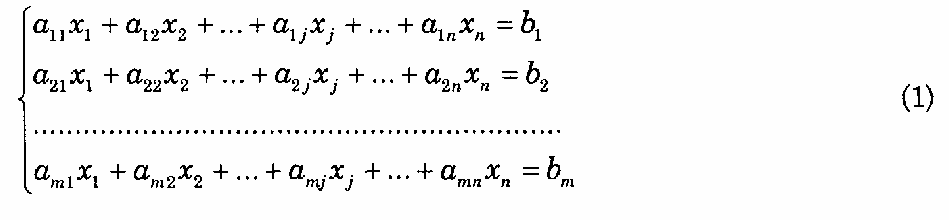 a₁₁x₁ + a₁₂x₂ + ... + a₁ⱼxⱼ + ... + a₁ₙxₙ = b₁
a₂₁x₁ + a₂₂x₂ + ... + a₂ⱼxⱼ + ... + a₂ₙxₙ = b₂
(1)
........................................................................
aₘ₁x₁ + aₘ₂x₂ + ... + aₘⱼxⱼ + ... + aₘₙxₙ = bₘ